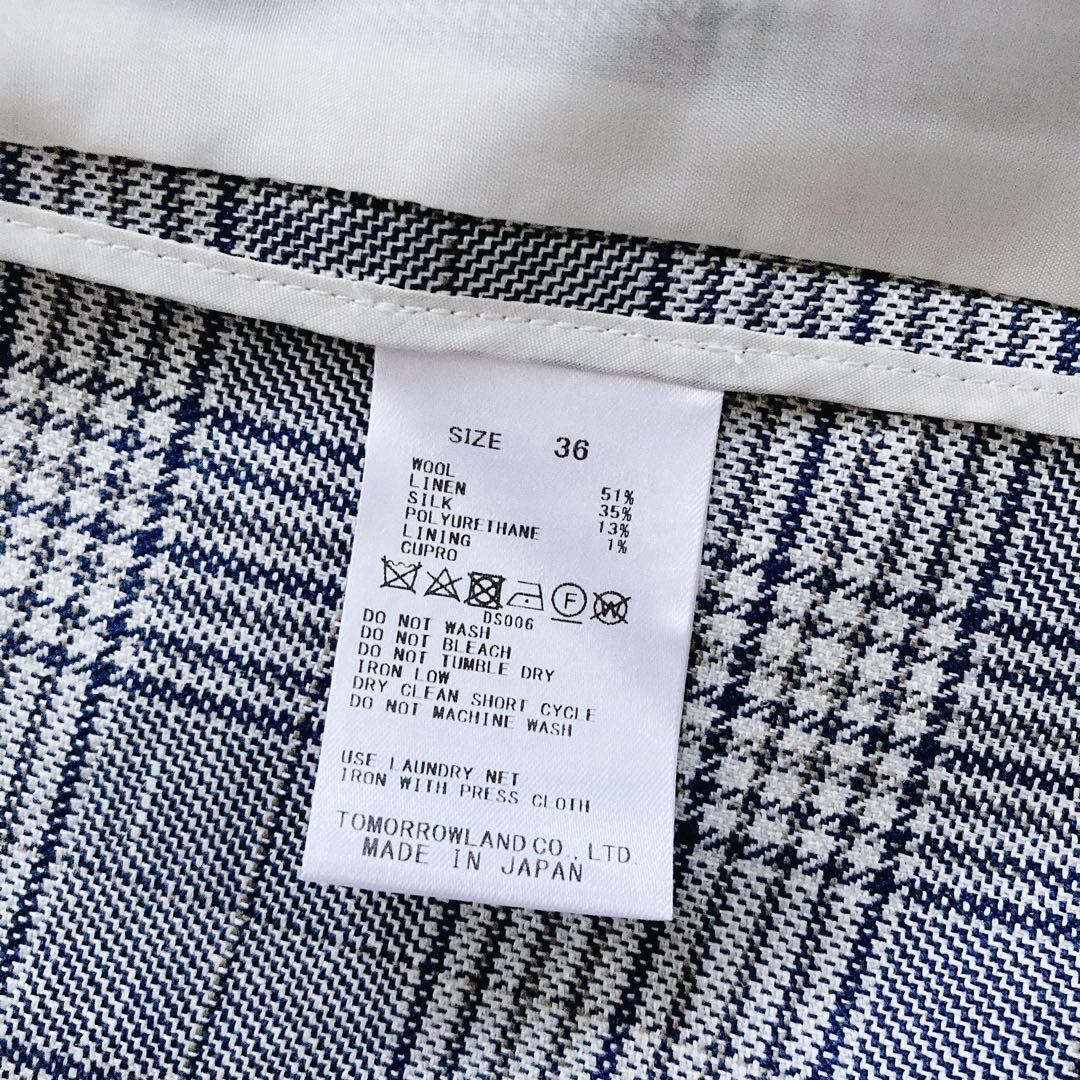 SIZE 36
WOOL 51%
LINEN 35%
SILK 13%
POLYURETHANE 1%
LINING
CUPRO
F W
DS006
DO NOT WASH
DO NOT BLEACH
DO NOT TUMBLE DRY
IRON LOW
DRY CLEAN SHORT CYCLE
DO NOT MACHINE WASH
USE LAUNDRY NET
IRON WITH PRESS CLOTH
TOMORROWLAND CO., LTD.
MADE IN JAPAN